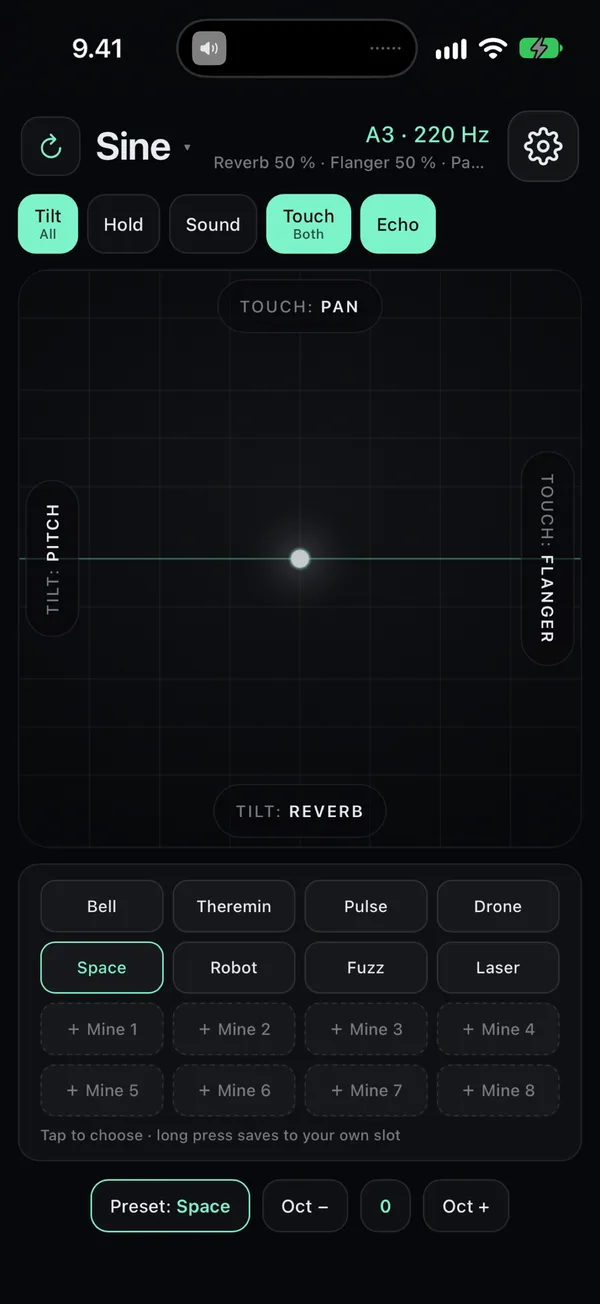 9.41
Sine
A3 · 220 Hz
Reverb 50 % · Flanger 50 % · Pa...
Tilt
All
Hold
Sound
Touch
Both
Echo
TOUCH: PAN
TILT: PITCH
TOUCH: FLANGER
TILT: REVERB
Bell
Theremin
Pulse
Drone
Space
Robot
Fuzz
Laser
+ Mine 1
+ Mine 2
+ Mine 3
+ Mine 4
+ Mine 5
+ Mine 6
+ Mine 7
+ Mine 8
Tap to choose · long press saves to your own slot
Preset: Space
Oct –
0
Oct +